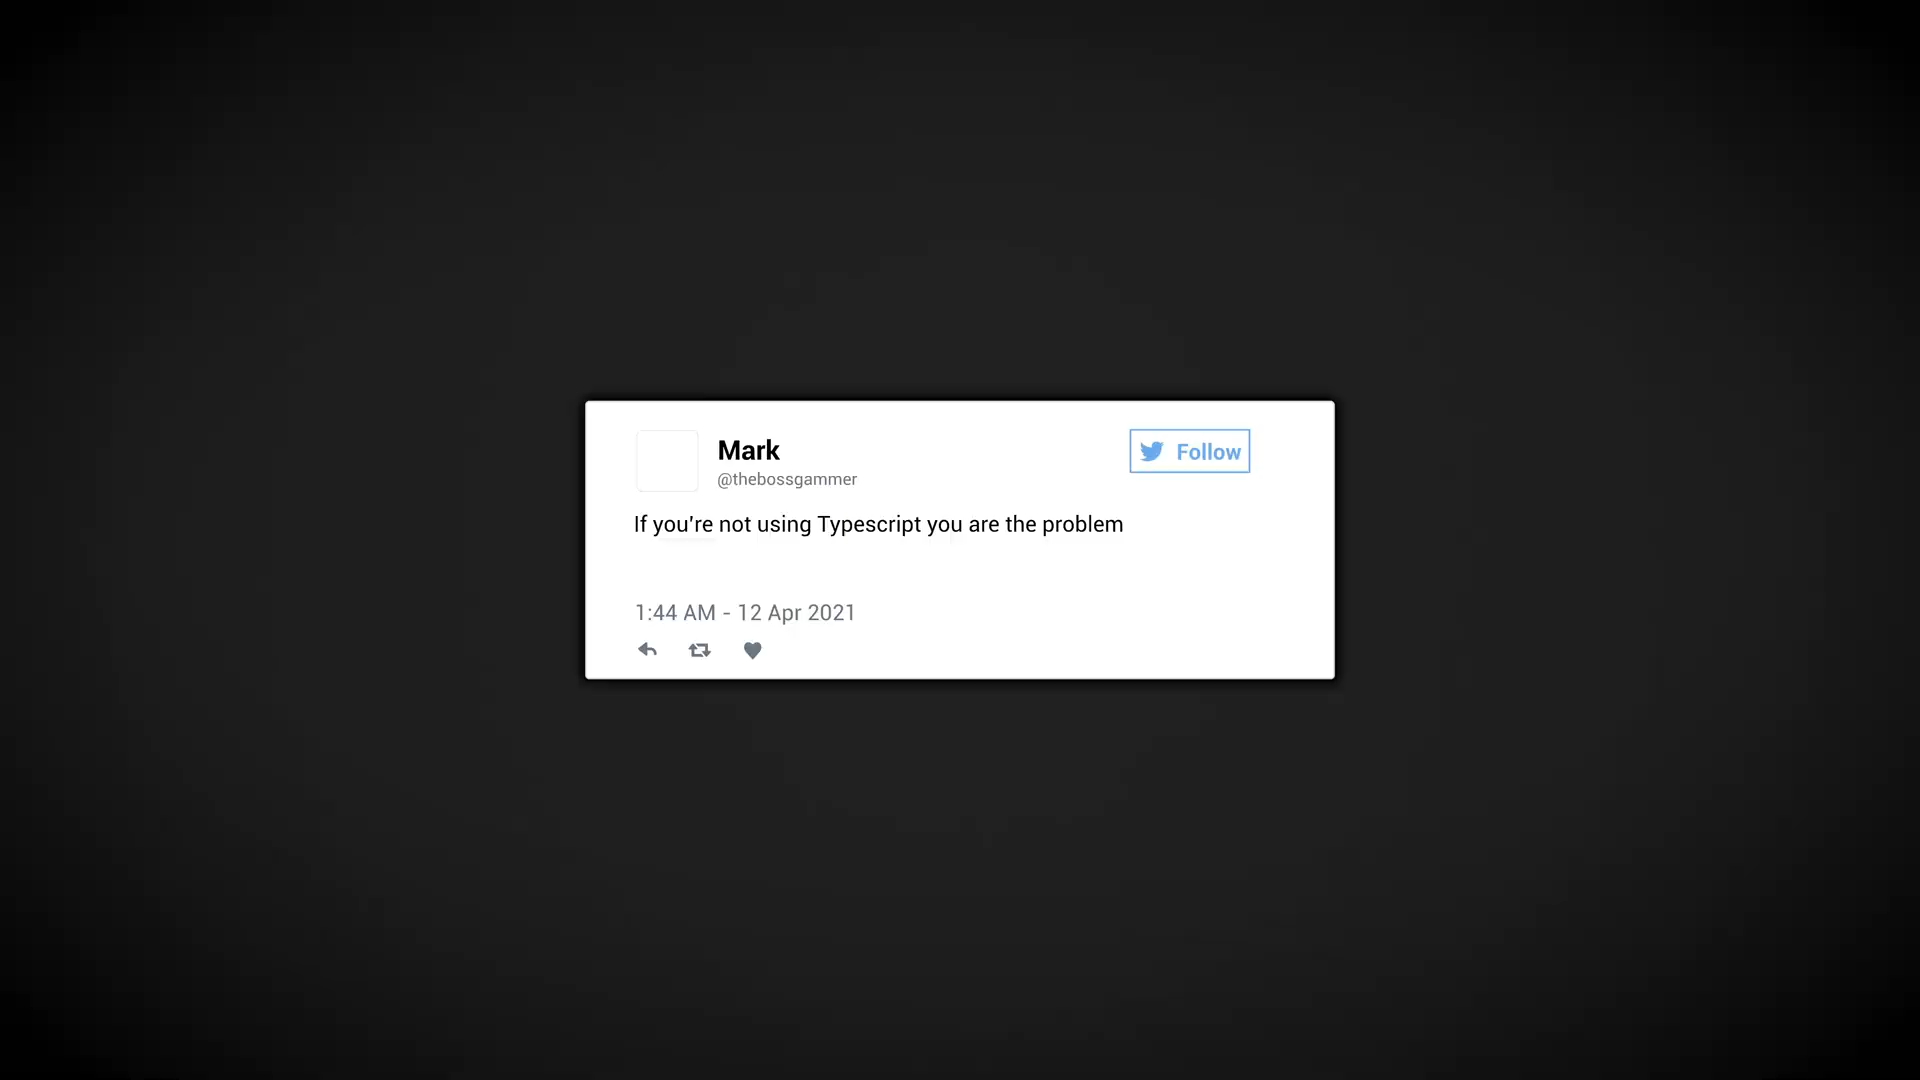 Mark
Follow
@thebossgammer
If you're not using Typescript you are the problem
1:44 AM - 12 Apr 2021